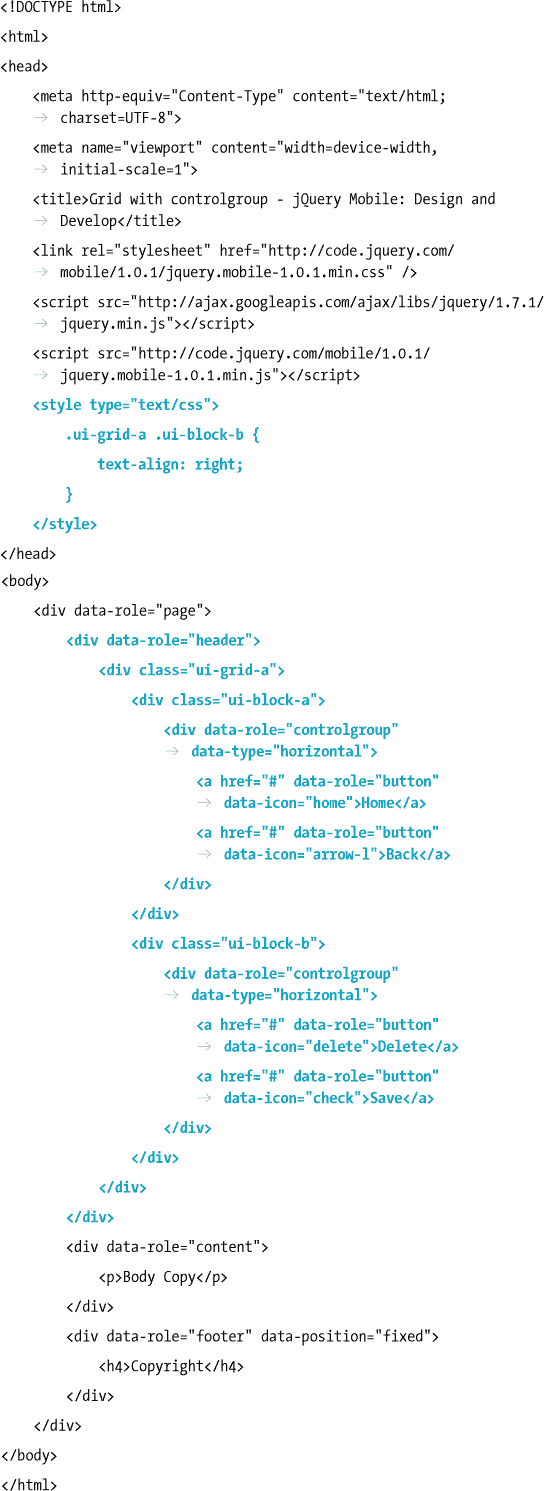 <!DOCTYPE html>
<html>
<head>
<meta http-equiv="Content-Type" content="text/html;
→ charset=UTF-8">
<meta name="viewport" content="width=device-width,
→ initial-scale=1">
<title>Grid with controlgroup - jQuery Mobile: Design and
→ Develop</title>
<link rel="stylesheet" href="http://code.jquery.com/
→ mobile/1.0.1/jquery.mobile-1.0.1.min.css" />
<script src="http://ajax.googleapis.com/ajax/libs/jquery/1.7.1/
→ jquery.min.js"></script>
<script src="http://code.jquery.com/mobile/1.0.1/
→ jquery.mobile-1.0.1.min.js"></script>
<style type="text/css">
.ui-grid-a .ui-block-b {
text-align: right;
}
</style>
</head>
<body>
<div data-role="page">
<div data-role="header">
<div class="ui-grid-a">
<div class="ui-block-a">
<div data-role="controlgroup"
→ data-type="horizontal">
<a href="#" data-role="button"
→ data-icon="home">Home</a>
<a href="#" data-role="button"
→ data-icon="arrow-l">Back</a>
</div>
</div>
<div class="ui-block-b">
<div data-role="controlgroup"
→ data-type="horizontal">
<a href="#" data-role="button"
→ data-icon="delete">Delete</a>
<a href="#" data-role="button"
→ data-icon="check">Save</a>
</div>
</div>
</div>
</div>
<div data-role="content">
<p>Body Copy</p>
</div>
<div data-role="footer" data-position="fixed">
<h4>Copyright</h4>
</div>
</div>
</body>
</html>